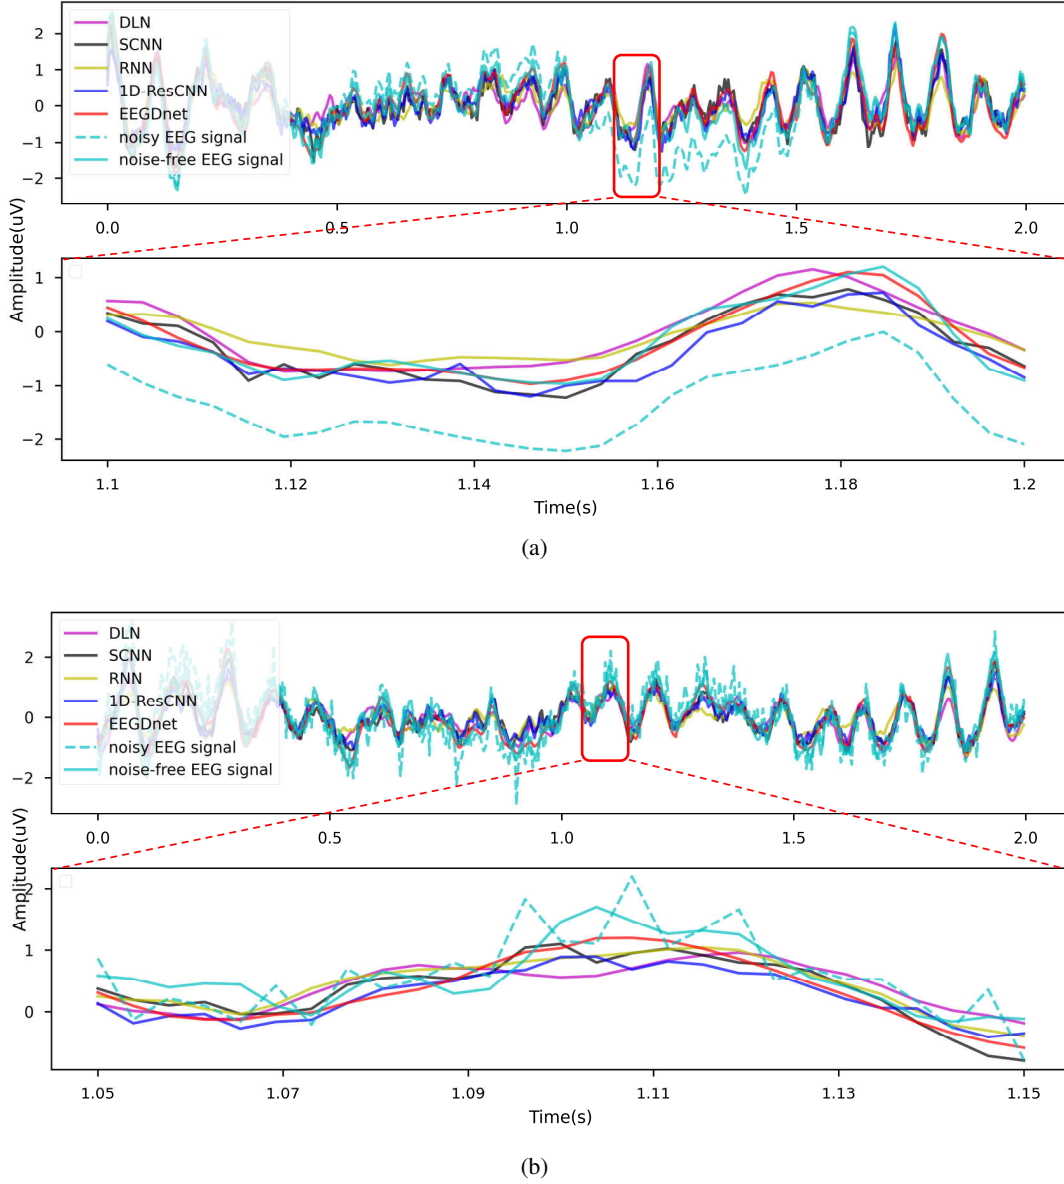 DLN
SCNN
RNN
1D-ResCNN
EEGDnet
noisy EEG signal
noise-free EEG signal
2
1
0
−1
−2
0.0 0.5 1.0 1.5 2.0
Amplitude(uV)
1
0
−1
−2
1.1 1.12 1.14 1.16 1.18 1.2
Time(s)
(a)
DLN
SCNN
RNN
1D-ResCNN
EEGDnet
noisy EEG signal
noise-free EEG signal
2
0
−2
0.0 0.5 1.0 1.5 2.0
Amplitude(uV)
2
1
0
1.05 1.07 1.09 1.11 1.13 1.15
Time(s)
(b)